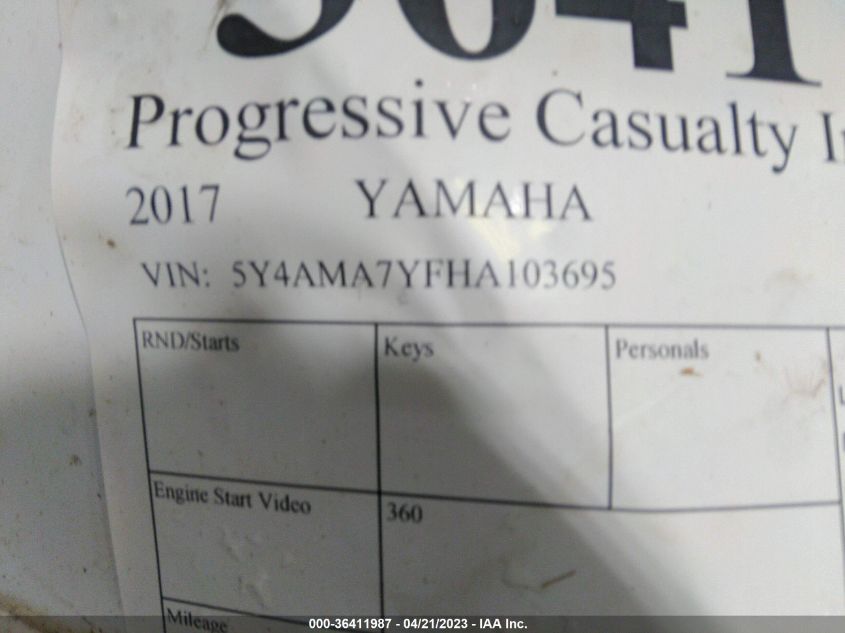 3641
Progressive Casualty
2017 YAMAHA
VIN: 5Y4AMA7YFHA103695
RND/Starts Keys Personals
Engine Start Video 360
Mileage
000-36411987 - 04/21/2023 - IAA Inc.